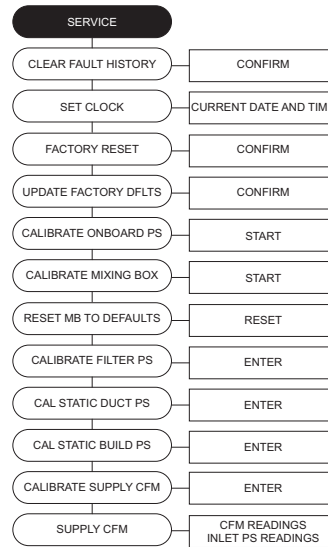 SERVICE
CLEAR FAULT HISTORY
CONFIRM
SET CLOCK
CURRENT DATE AND TIM
FACTORY RESET
CONFIRM
UPDATE FACTORY DFLTS
CONFIRM
CALIBRATE ONBOARD PS
START
CALIBRATE MIXING BOX
START
RESET MB TO DEFAULTS
RESET
CALIBRATE FILTER PS
ENTER
CAL STATIC DUCT PS
ENTER
CAL STATIC BUILD PS
ENTER
CALIBRATE SUPPLY CFM
ENTER
SUPPLY CFM
CFM READINGS
INLET PS READINGS